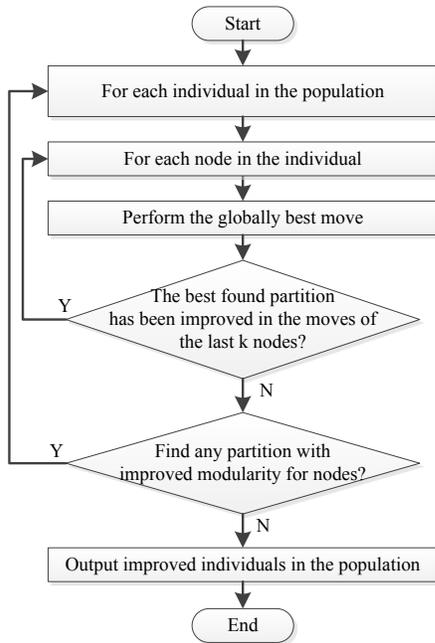 Start
For each individual in the population
For each node in the individual
Perform the globally best move
The best found partition
has been improved in the moves of
the last k nodes?
Y
N
Find any partition with
improved modularity for nodes?
Y
N
Output improved individuals in the population
End